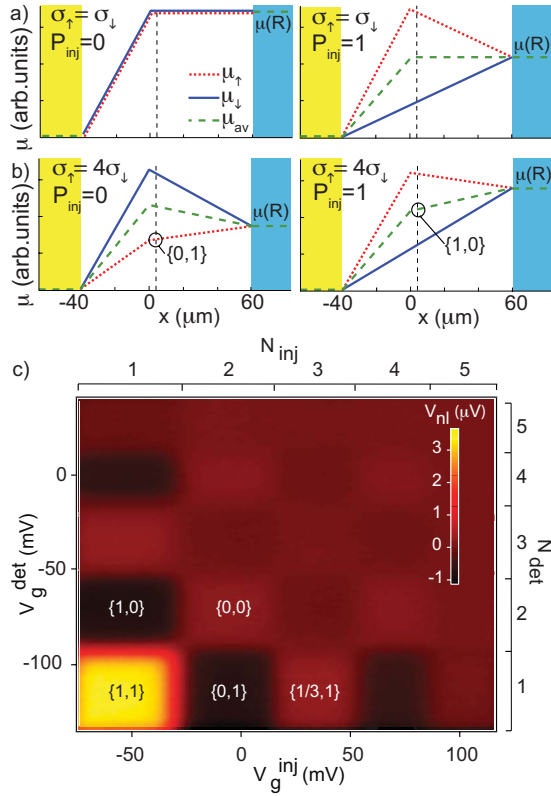 a)
σ↑ = σ↓
P_inj=0
μ(R)
μ↑
μ↓
μ_av
μ (arb.units)
σ↑ = σ↓
P_inj=1
μ(R)
b)
σ↑ = 4σ↓
P_inj=0
μ(R)
{0,1}
μ (arb.units)
-40 0 60
x (μm)
σ↑ = 4σ↓
P_inj=1
μ(R)
{1,0}
-40 0 60
x (μm)
c)
N_inj
1 2 3 4 5
V_nl (μV)
3
2
1
0
-1
0
-50
-100
V_g^det (mV)
5
4
3
2
1
N_det
{1,0} {0,0}
{1,1} {0,1} {1/3,1}
-50 0 50 100
V_g^inj (mV)